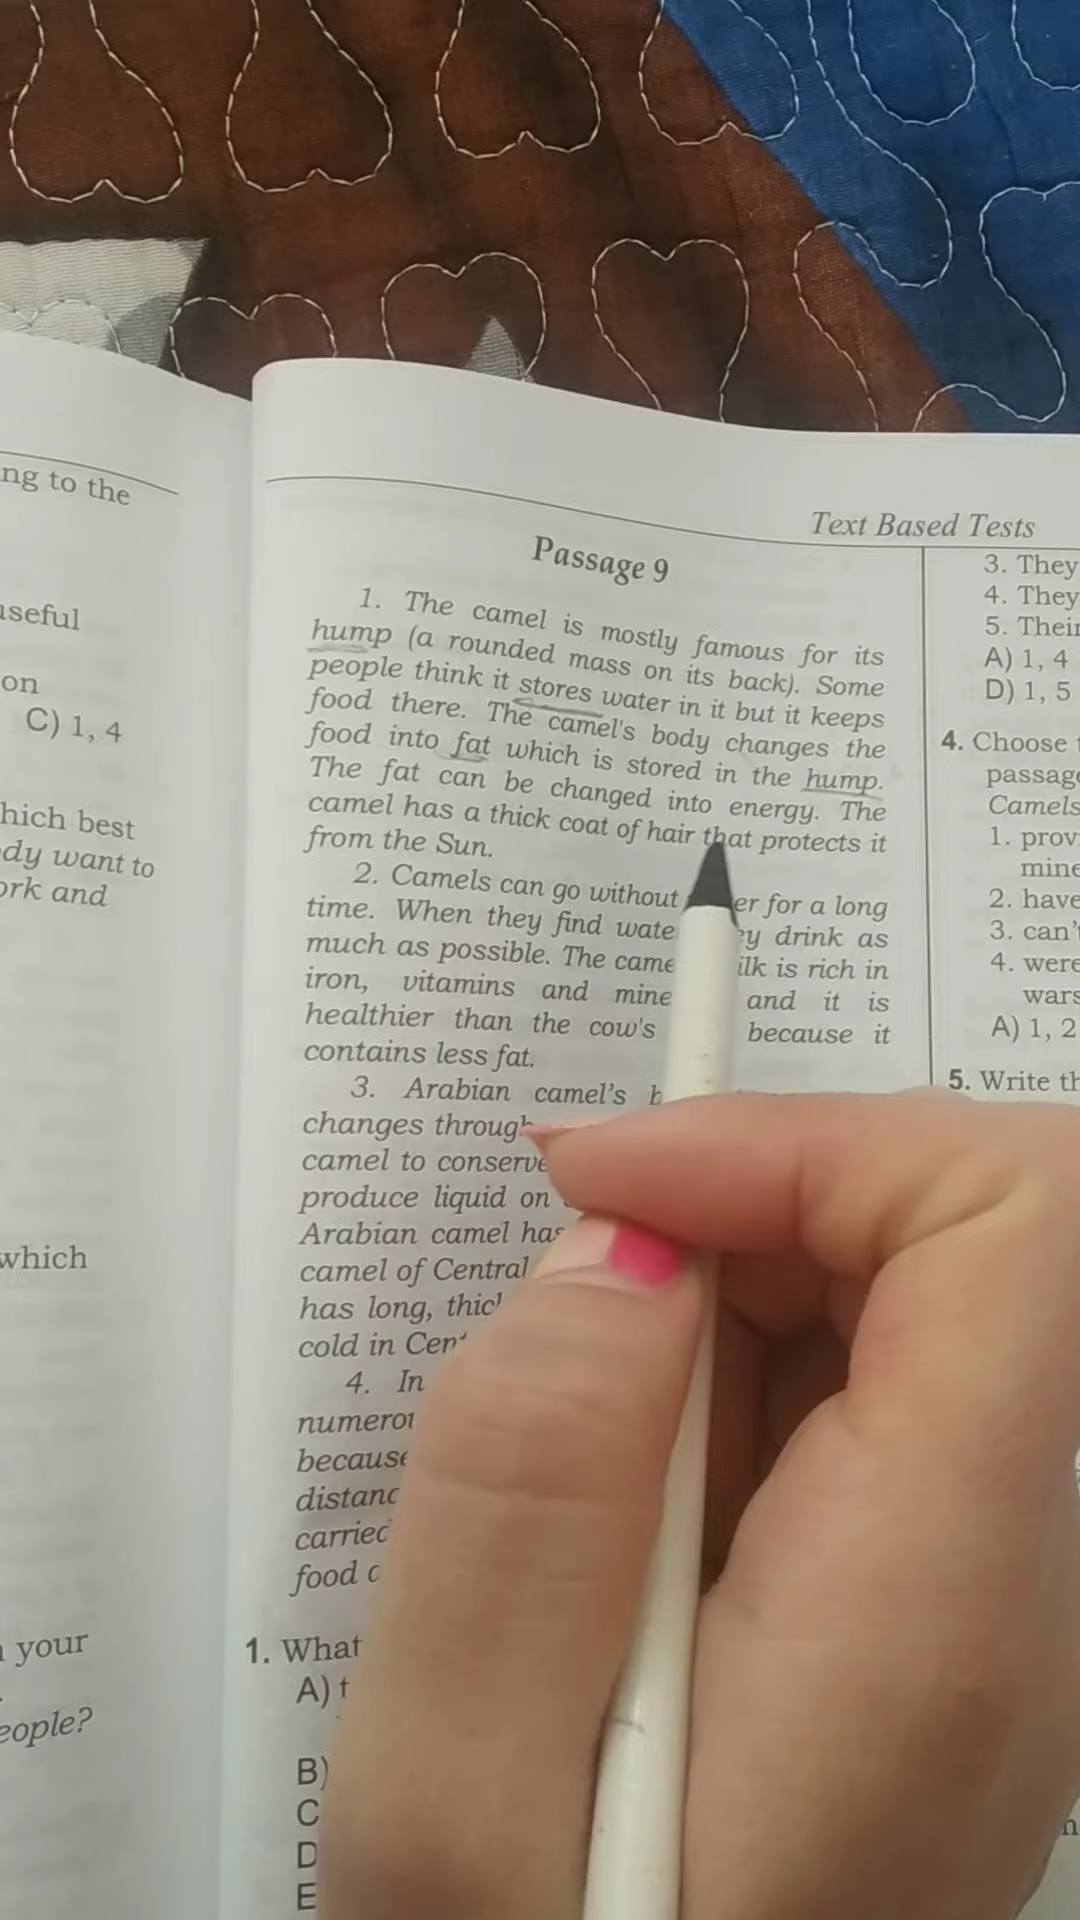 ng to the
useful
on
C) 1, 4
hich best
dy want to
ork and
which
your
eople?
Text Based Tests
Passage 9
1. The camel is mostly famous for its
hump (a rounded mass on its back). Some
people think it stores water in it but it keeps
food there. The camel's body changes the
food into fat which is stored in the hump.
The fat can be changed into energy. The
camel has a thick coat of hair that protects it
from the Sun.
2. Camels can go without er for a long
time. When they find wate ey drink as
much as possible. The came ilk is rich in
iron, vitamins and mine and it is
healthier than the cow's because it
contains less fat.
3. Arabian camel's b
changes through
camel to conserve
produce liquid on
Arabian camel has
camel of Central
has long, thick
cold in Cent
4. In
numerou
because
distanc
carried
food
1. What
A) t
B)
C
D
E
3. They
4. They
5. Their
A) 1, 4
D) 1, 5
4. Choose
passage
Camels
1. prov
mine
2. have
3. can't
4. were
wars
A) 1, 2
5. Write th